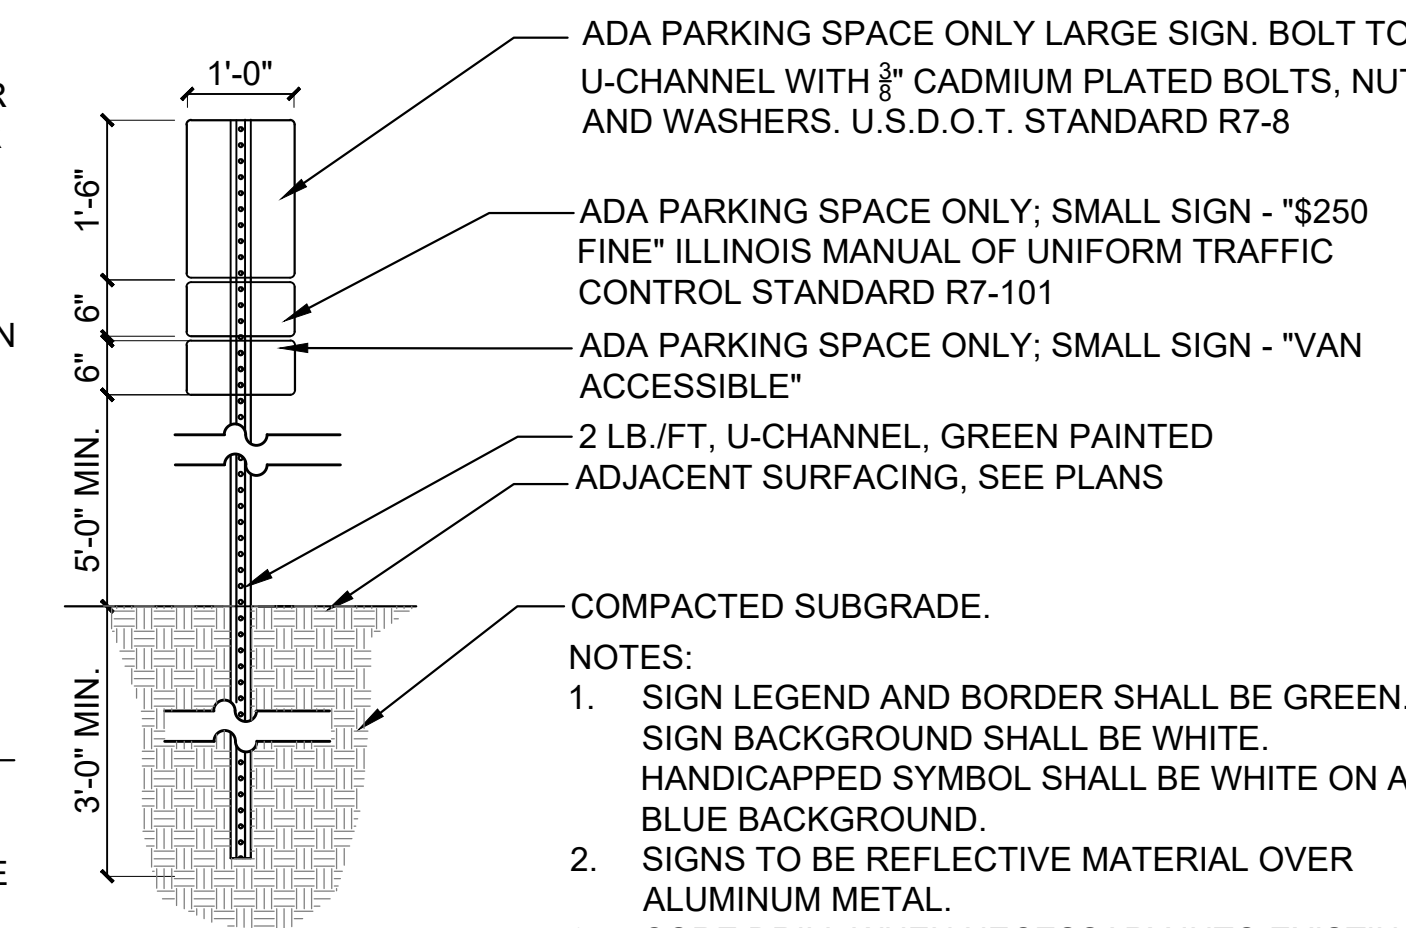 1'-0"
1'-6"
6"
6"
5'-0" MIN.
3'-0" MIN.
ADA PARKING SPACE ONLY LARGE SIGN. BOLT TO
U-CHANNEL WITH 3/8" CADMIUM PLATED BOLTS, NUT
AND WASHERS. U.S.D.O.T. STANDARD R7-8
ADA PARKING SPACE ONLY; SMALL SIGN - "$250
FINE" ILLINOIS MANUAL OF UNIFORM TRAFFIC
CONTROL STANDARD R7-101
ADA PARKING SPACE ONLY; SMALL SIGN - "VAN
ACCESSIBLE"
2 LB./FT, U-CHANNEL, GREEN PAINTED
ADJACENT SURFACING, SEE PLANS
COMPACTED SUBGRADE.
NOTES:
1. SIGN LEGEND AND BORDER SHALL BE GREEN.
SIGN BACKGROUND SHALL BE WHITE.
HANDICAPPED SYMBOL SHALL BE WHITE ON A
BLUE BACKGROUND.
2. SIGNS TO BE REFLECTIVE MATERIAL OVER
ALUMINUM METAL.